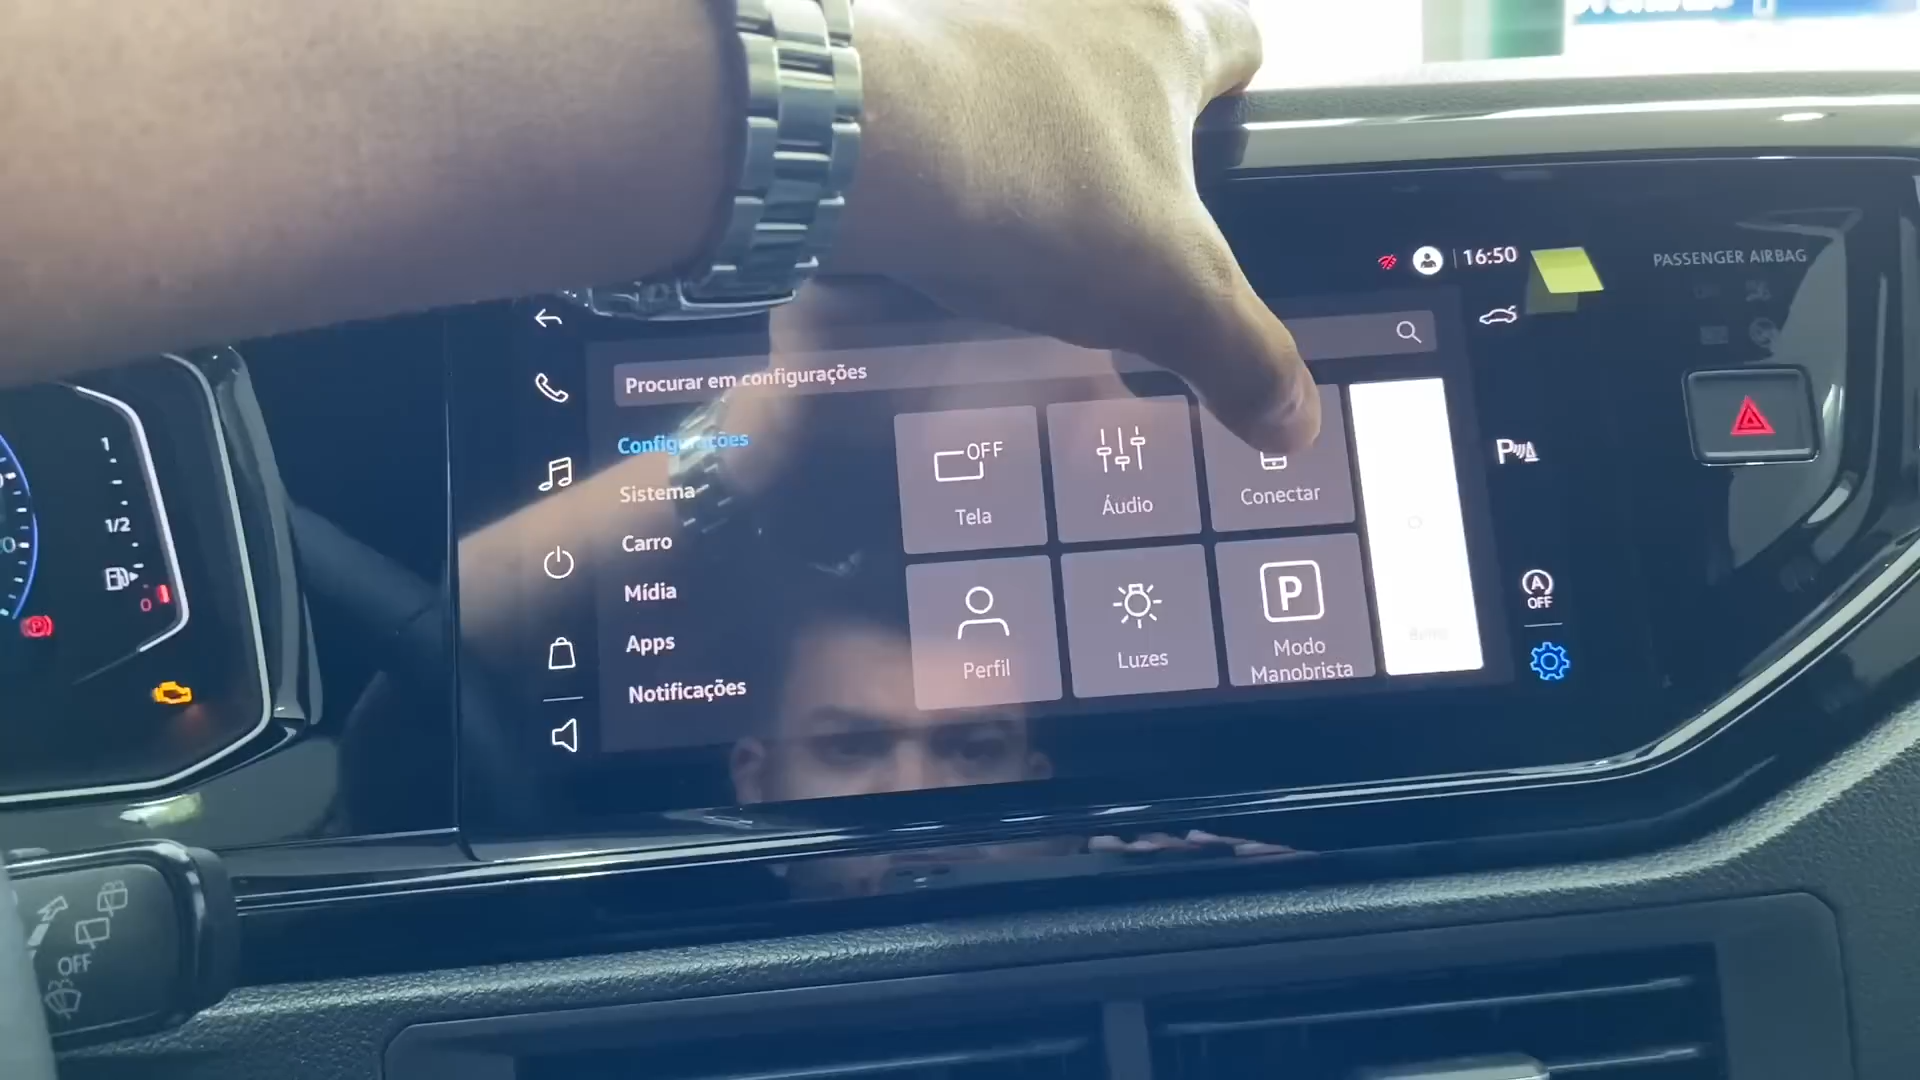 16:50
PASSENGER AIRBAG
Procurar em configurações
Configurações
Sistema
Carro
Mídia
Apps
Notificações
OFF
Tela
Áudio
Conectar
Perfil
Luzes
P
Modo
Manobrista
P
A
OFF
1
1/2
0
P
OFF